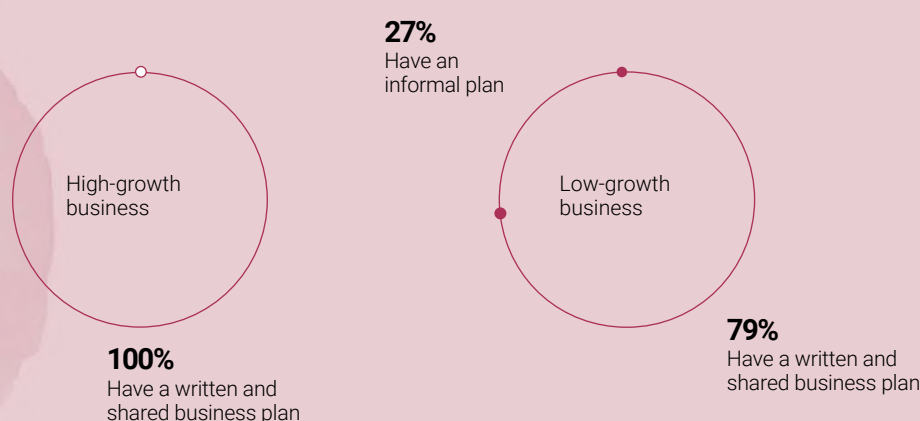 27%
Have an
informal plan
High-growth
business
Low-growth
business
100%
Have a written and
shared business plan
79%
Have a written and
shared business plan